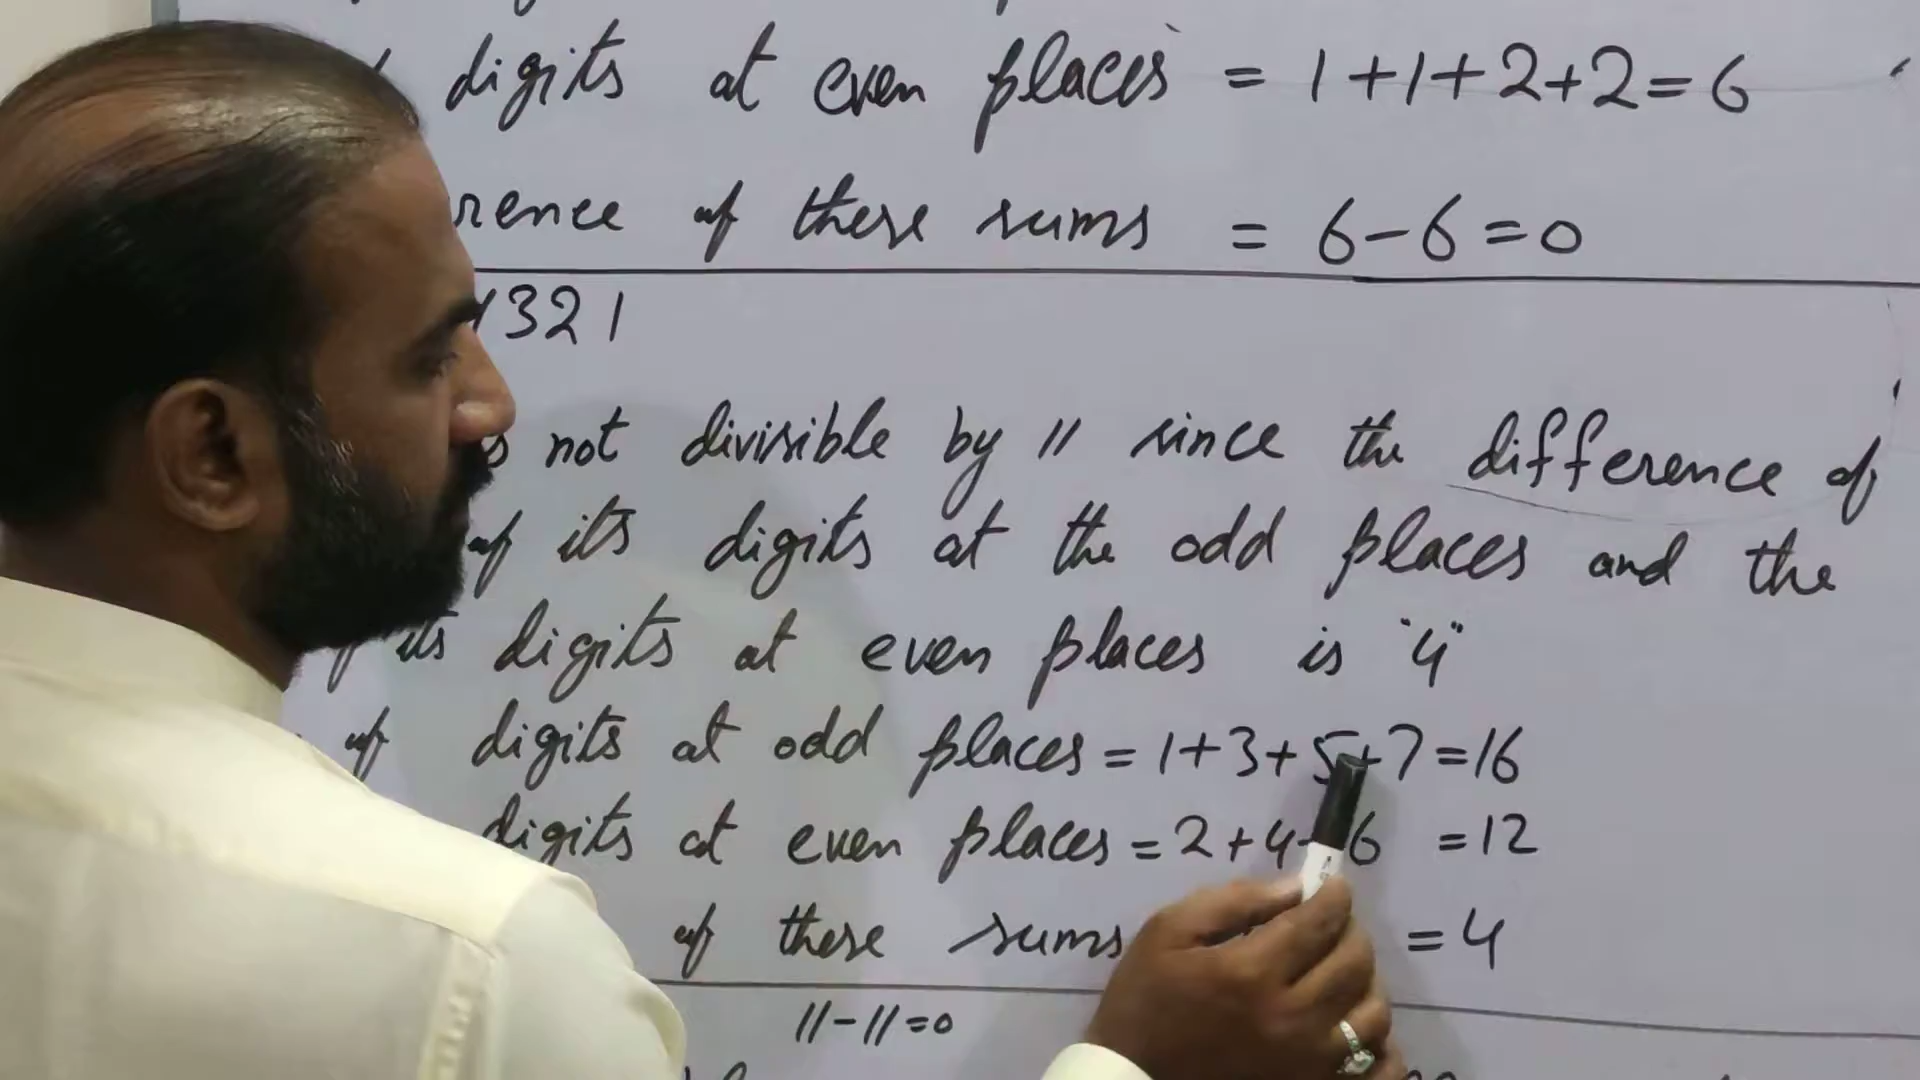 digits at even places = 1+1+2+2=6
rence of these sums = 6-6=0
4321
s not divisible by 11 since the difference of
of its digits at the odd places and the
f its digits at even places is "4"
of digits at odd places = 1+3+5+7=16
digits at even places = 2+4+6 =12
of these sums =4
11-11=0